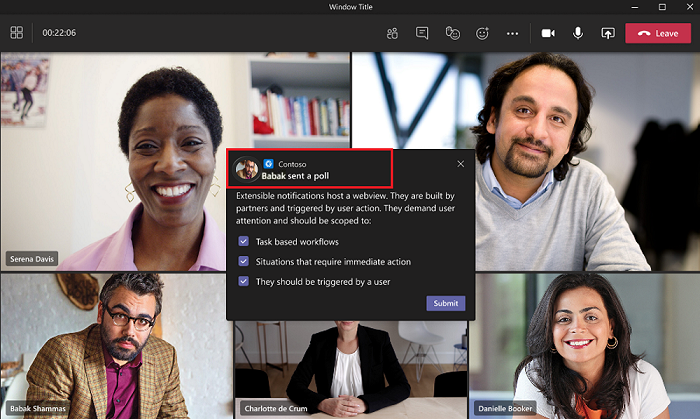 Window Title
00:22:06
Leave
Contoso
Babak sent a poll
Extensible notifications host a webview. They are built by
partners and triggered by user action. They demand user
attention and should be scoped to:
Task based workflows
Situations that require immediate action
They should be triggered by a user
Submit
Serena Davis
Babak Shammas
Charlotte de Crum
Danielle Booker